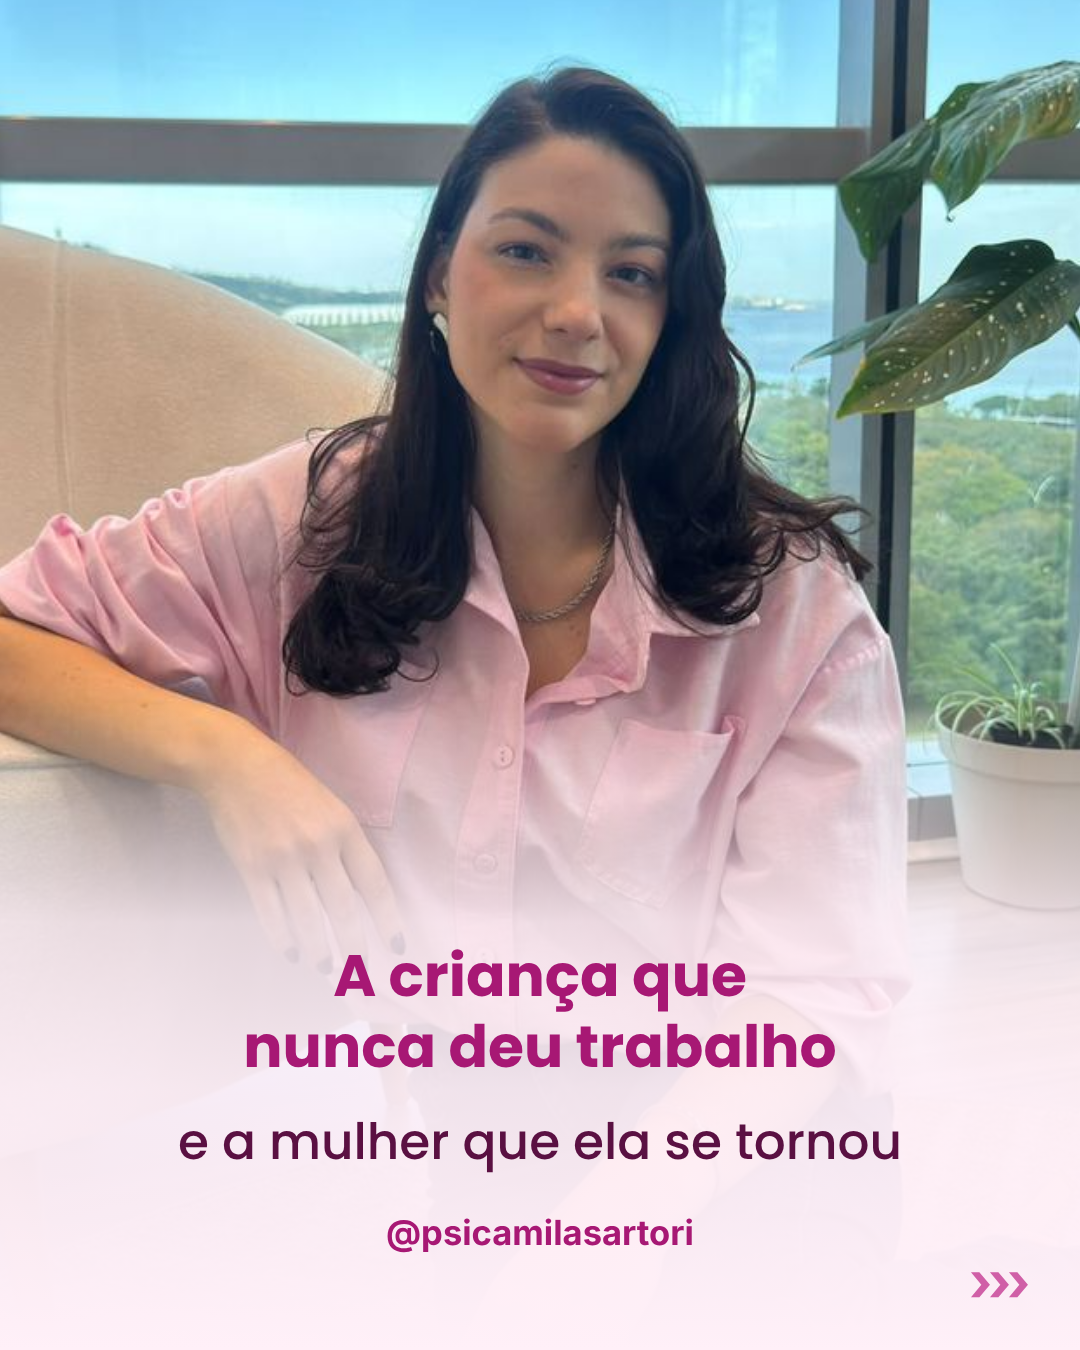 A criança que
nunca deu trabalho
e a mulher que ela se tornou
@psicamilasartori